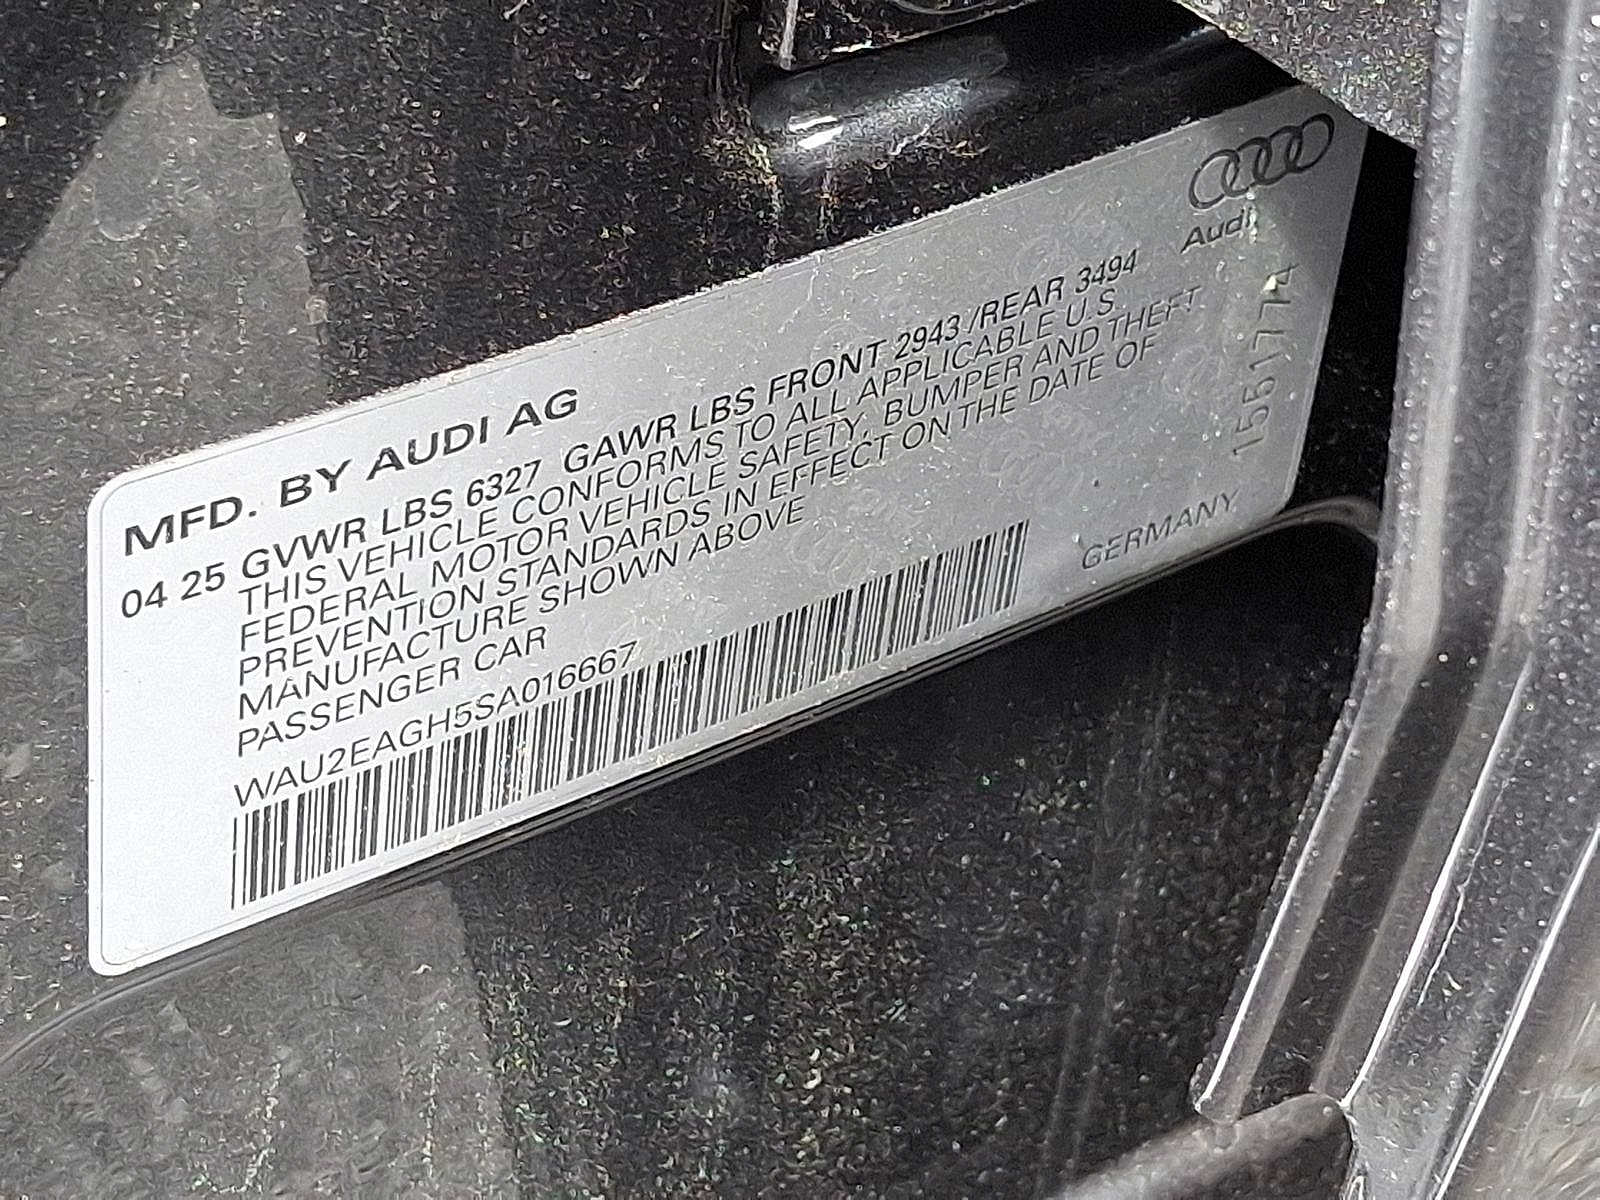 Audi
MFD. BY AUDI AG
04 25 GVWR LBS 6327 GAWR LBS FRONT 2943/REAR 3494
THIS VEHICLE CONFORMS TO ALL APPLICABLE U.S.
FEDERAL MOTOR VEHICLE SAFETY, BUMPER AND THEFT
PREVENTION STANDARDS IN EFFECT ON THE DATE OF
MANUFACTURE SHOWN ABOVE
PASSENGER CAR
WAU2EAGH5SA016667
GERMANY
1561774